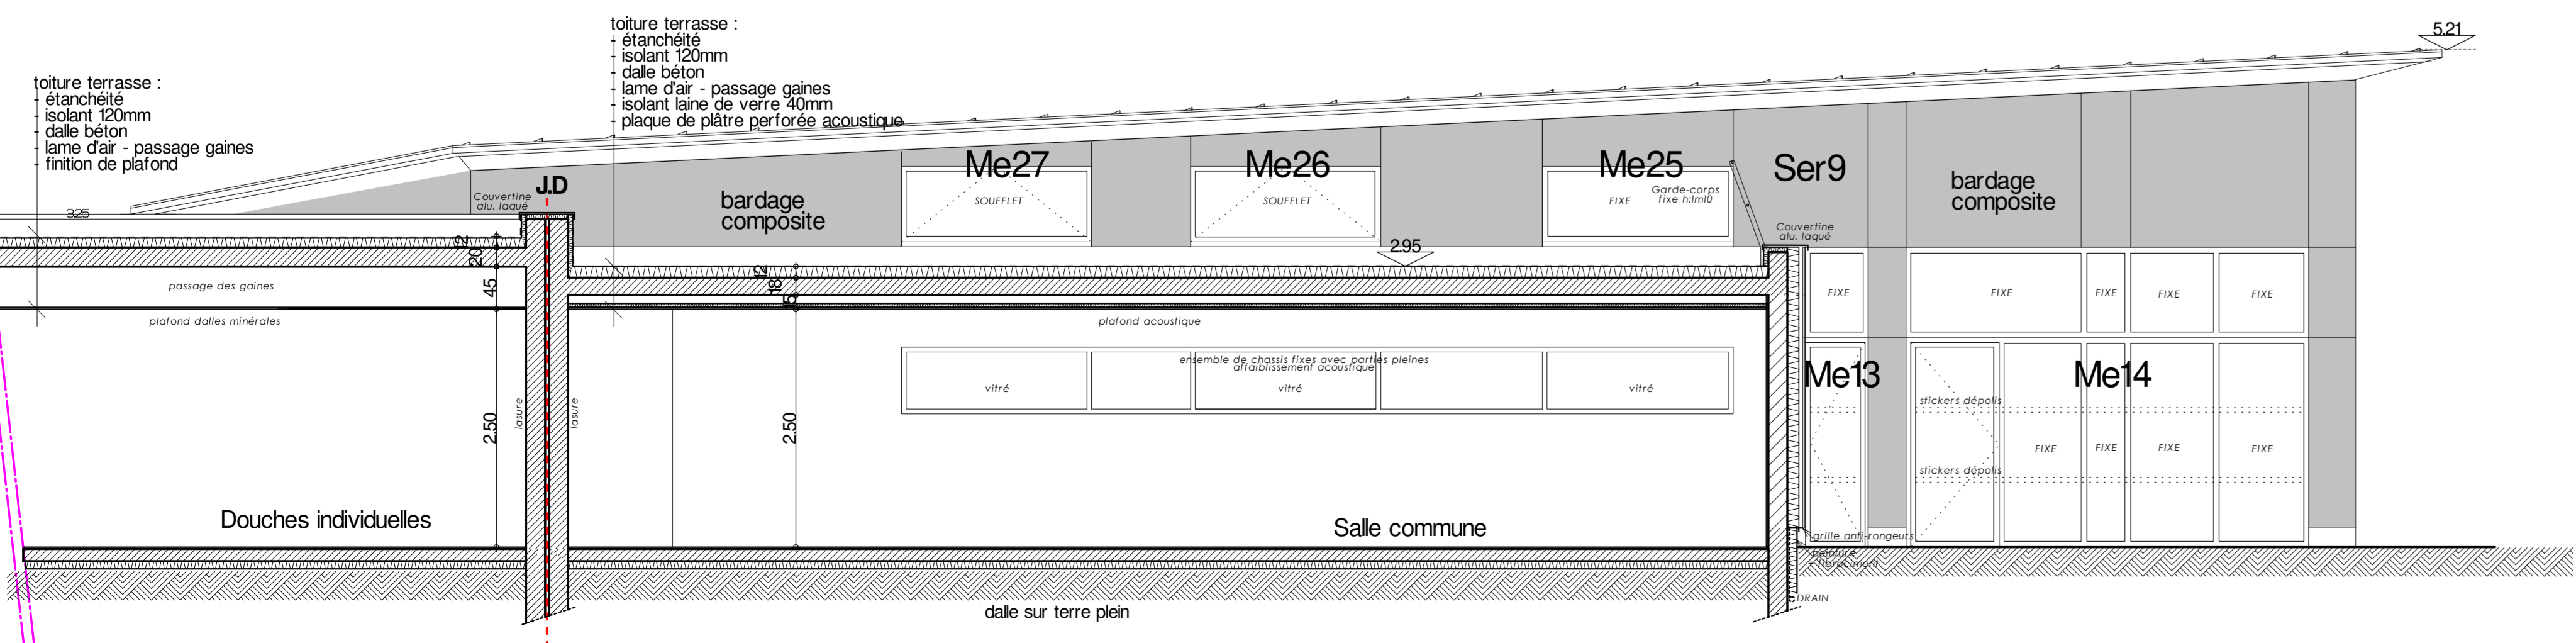 toiture terrasse :
- étanchéité
- isolant 120mm
- dalle béton
- lame d'air - passage gaines
- isolant laine de verre 40mm
- plaque de plâtre perforée acoustique
toiture terrasse :
- étanchéité
- isolant 120mm
- dalle béton
- lame d'air - passage gaines
- finition de plafond
5.21
3.25
Couvertine
alu. laqué
J.D
bardage
composite
Me27
SOUFFLET
Me26
SOUFFLET
Me25
FIXE
Garde-corps
fixe h:1m10
Ser9
bardage
composite
Couvertine
alu. laqué
2.95
12
20
45
12
18
15
passage des gaines
plafond dalles minérales
plafond acoustique
FIXE
FIXE
FIXE
FIXE
FIXE
ensemble de chassis fixes avec parties pleines
affaiblissement acoustique
vitré
vitré
vitré
Me13
Me14
lasure
lasure
2.50
2.50
stickers dépolis
stickers dépolis
FIXE
FIXE
FIXE
FIXE
Douches individuelles
Salle commune
grille anti-rongeurs
peinture
+ fibraciment
DRAIN
dalle sur terre plein